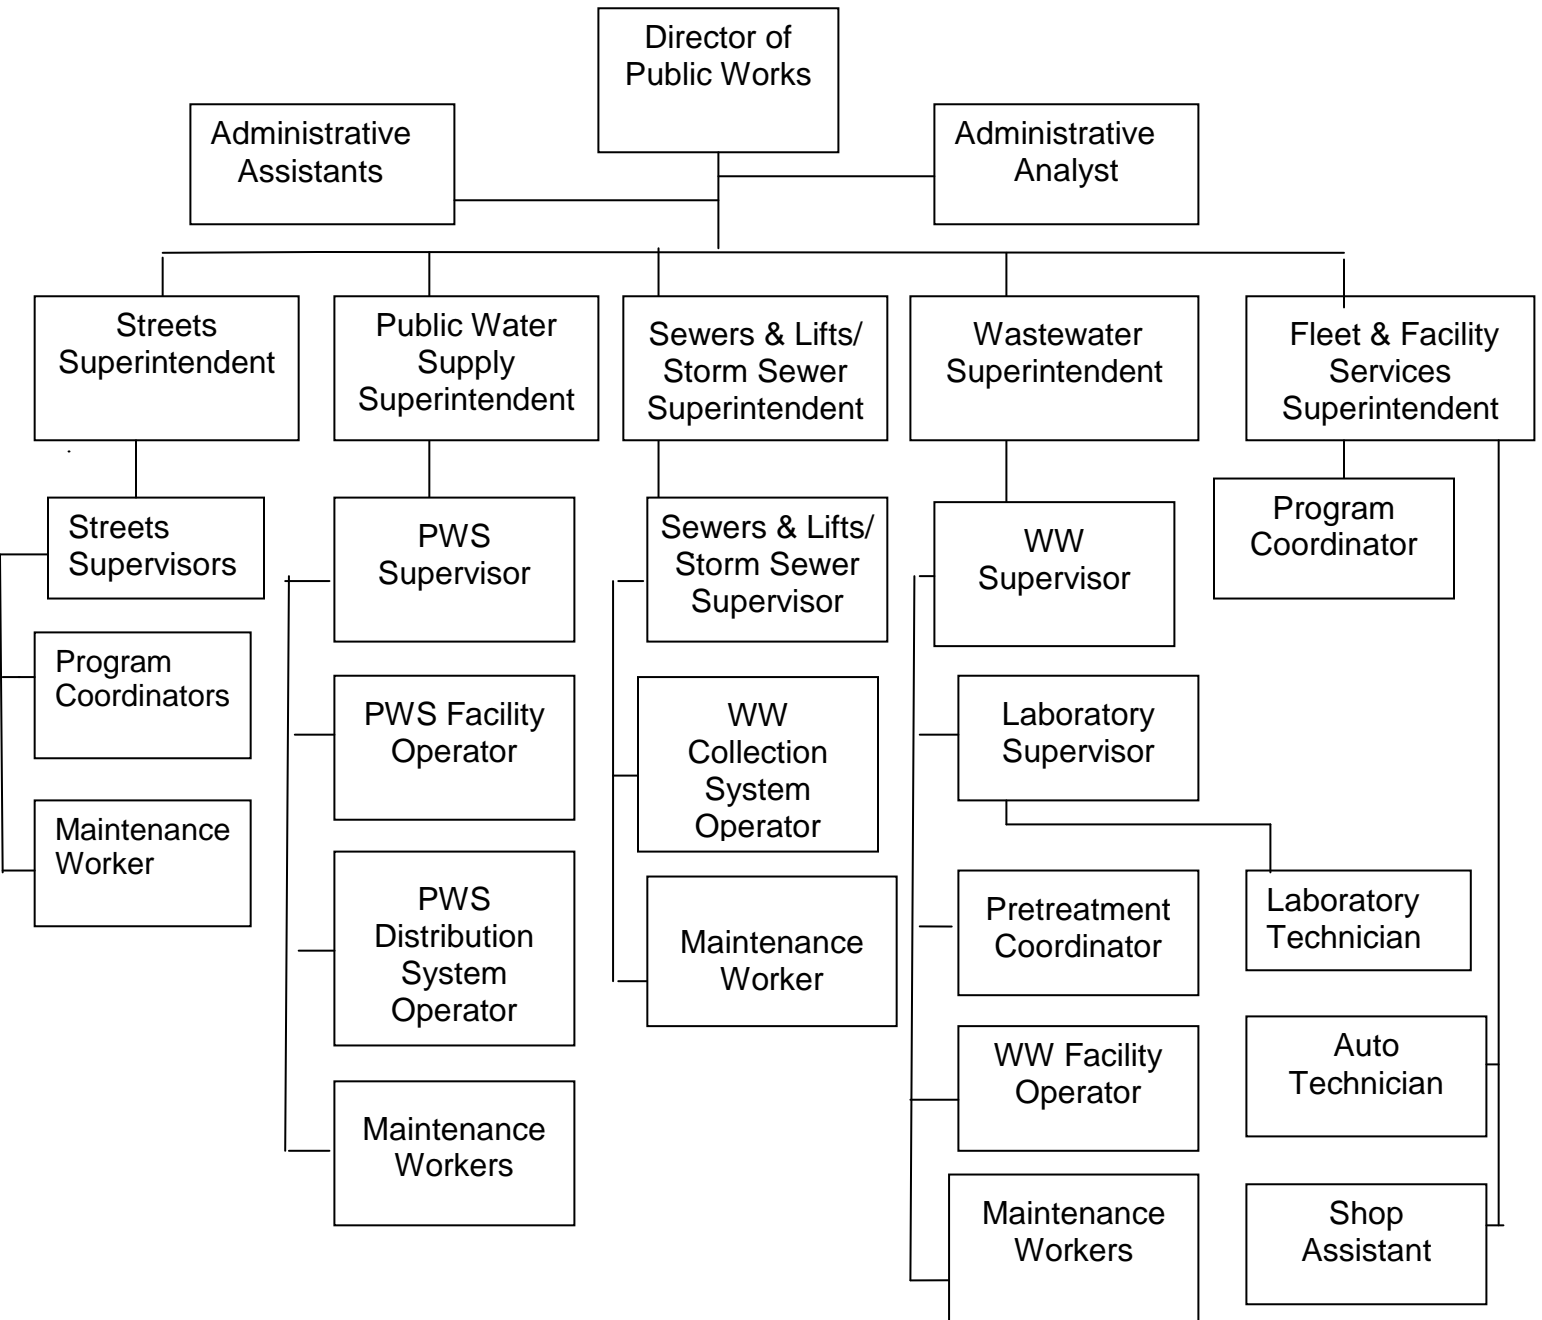 Director of
Public Works
Administrative
Assistants
Administrative
Analyst
Streets
Superintendent
Public Water
Supply
Superintendent
Sewers & Lifts/
Storm Sewer
Superintendent
Wastewater
Superintendent
Fleet & Facility
Services
Superintendent
Streets
Supervisors
PWS
Supervisor
Sewers & Lifts/
Storm Sewer
Supervisor
WW
Supervisor
Program
Coordinator
Program
Coordinators
PWS Facility
Operator
WW
Collection
System
Operator
Laboratory
Supervisor
Maintenance
Worker
PWS
Distribution
System
Operator
Maintenance
Worker
Pretreatment
Coordinator
Laboratory
Technician
WW Facility
Operator
Auto
Technician
Maintenance
Workers
Maintenance
Workers
Shop
Assistant